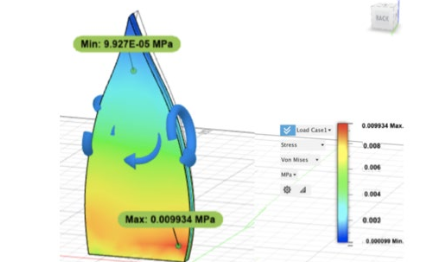 BACK
Min: 9.927E-05 MPa
Load Case1
0.009934 Max.
Stress
0.008
Von Mises
0.006
MPa
0.004
Max: 0.009934 MPa
0.002
0.000099 Min.